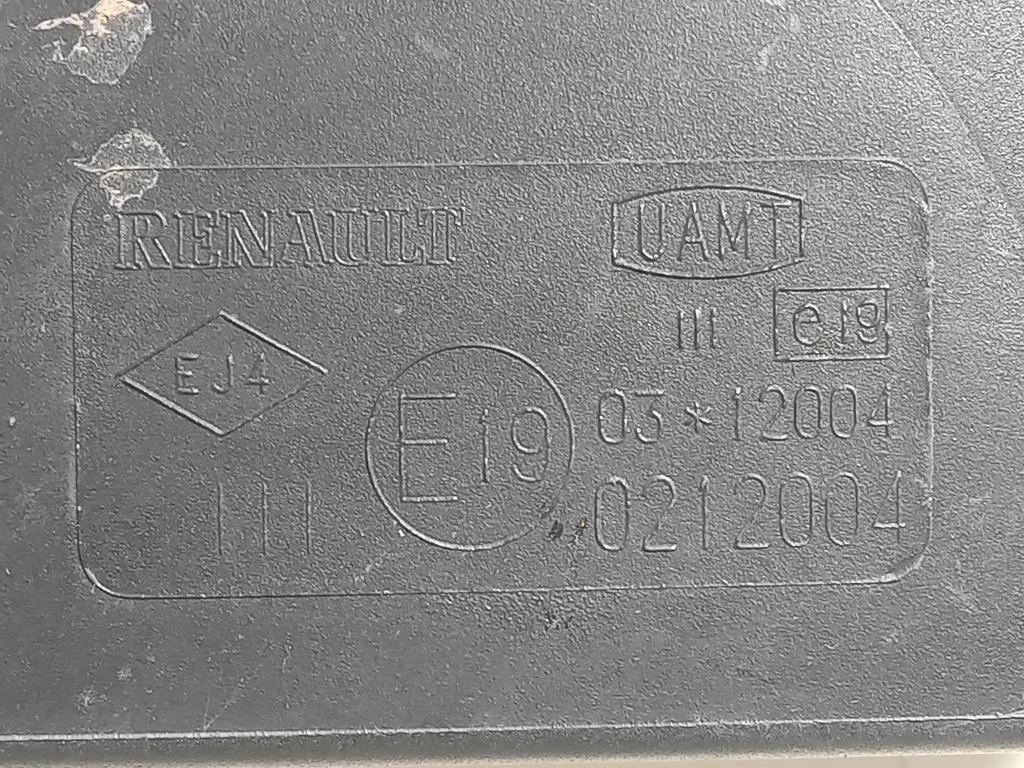 RENAULT UAMT
III e19
EJ4
E19 03*12004
III 0212004